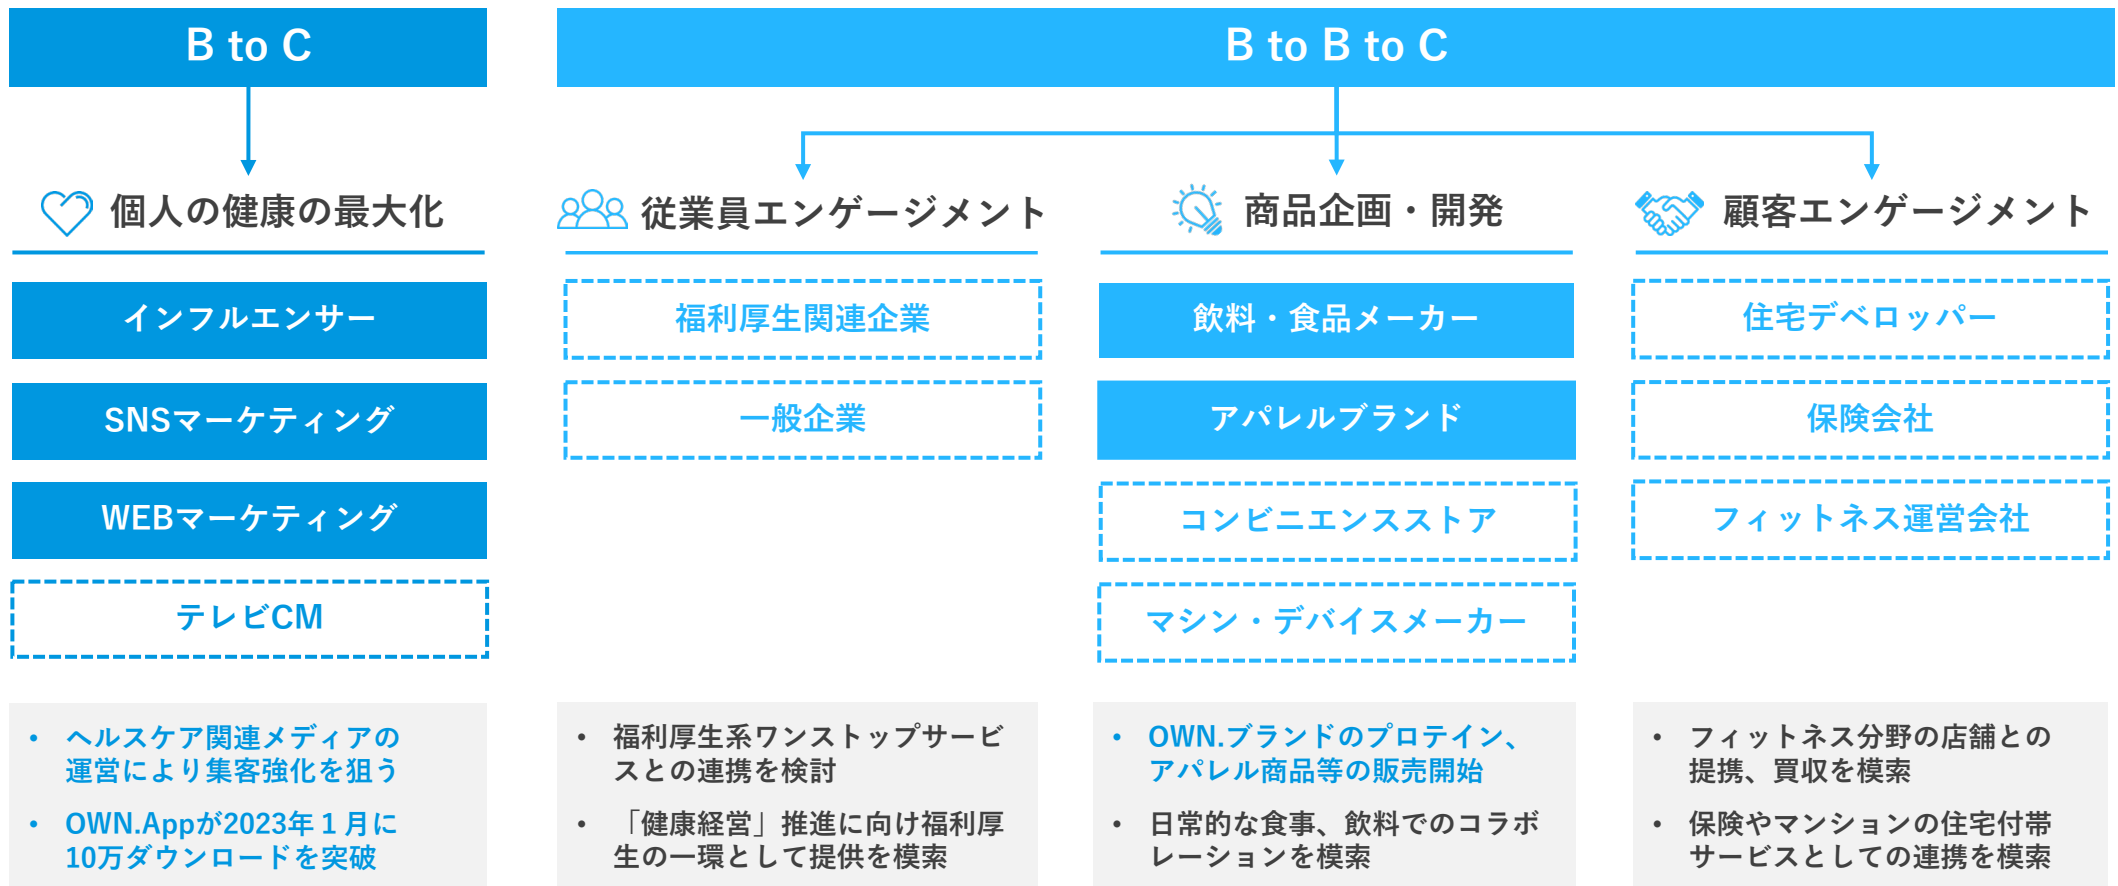 B to C
個人の健康の最大化
インフルエンサー
SNSマーケティング
WEBマーケティング
テレビCM
• ヘルスケア関連メディアの
運営により集客強化を狙う
• OWN.Appが2023年１月に
10万ダウンロードを突破
B to B to C
従業員エンゲージメント
福利厚生関連企業
一般企業
• 福利厚生系ワンストップサービ
スとの連携を検討
• 「健康経営」推進に向け福利厚
生の一環として提供を模索
商品企画・開発
飲料・食品メーカー
アパレルブランド
コンビニエンスストア
マシン・デバイスメーカー
• OWN.ブランドのプロテイン、
アパレル商品等の販売開始
• 日常的な食事、飲料でのコラボ
レーションを模索
顧客エンゲージメント
住宅デベロッパー
保険会社
フィットネス運営会社
• フィットネス分野の店舗との
提携、買収を模索
• 保険やマンションの住宅付帯
サービスとしての連携を模索